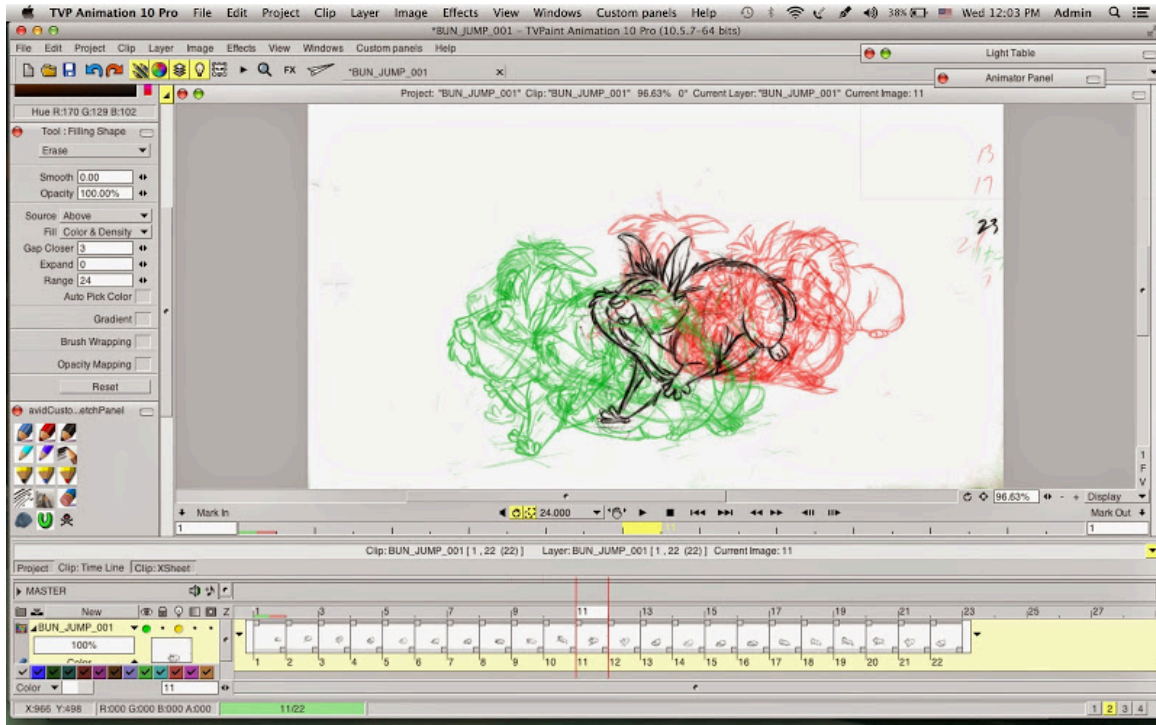 TVP Animation 10 Pro File Edit Project Clip Layer Image Effects View Windows Custom panels Help 38% Wed 12:03 PM Admin
*BUN_JUMP_001 – TVPaint Animation 10 Pro (10.5.7-64 bits)
File Edit Project Clip Layer Image Effects View Windows Custom panels Help
Light Table
FX *BUN_JUMP_001 x
Animator Panel
Project: "BUN_JUMP_001" Clip: "BUN_JUMP_001" 96.63% 0° Current Layer: "BUN_JUMP_001" Current Image: 11
Hue R:170 G:129 B:102
Tool : Filling Shape
Erase
Smooth 0.00
Opacity 100.00%
Source Above
Fill Color & Density
Gap Closer 3
Expand 0
Range 24
Auto Pick Color
Gradient
Brush Wrapping
Opacity Mapping
Reset
avidCusto...etchPanel
17
23
1
F
V
96.63% - + Display
Mark In 24.000 Mark Out
1 11 1
Clip: BUN_JUMP_001 [ 1 , 22 (22) ] Layer: BUN_JUMP_001 [ 1 , 22 (22) ] Current Image: 11
Project Clip: Time Line Clip: XSheet
MASTER
New Z 1 3 5 7 9 11 13 15 17 19 21 23 25 27
BUN_JUMP_001
100%
Color
1 2 3 4 5 6 7 8 9 10 11 12 13 14 15 16 17 18 19 20 21 22
Color 11
X:966 Y:498 R:000 G:000 B:000 A:000 11/22 1 2 3 4